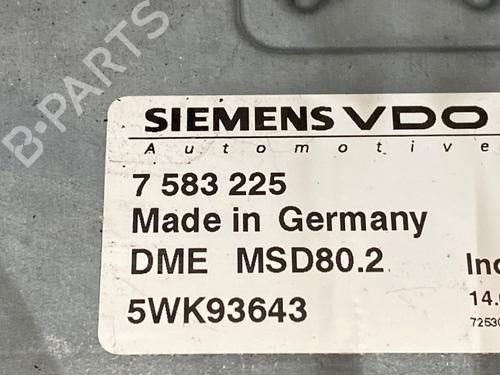 B-PARTS
SIEMENS VDO
Automotive
7 583 225
Made in Germany
DME MSD80.2
5WK93643